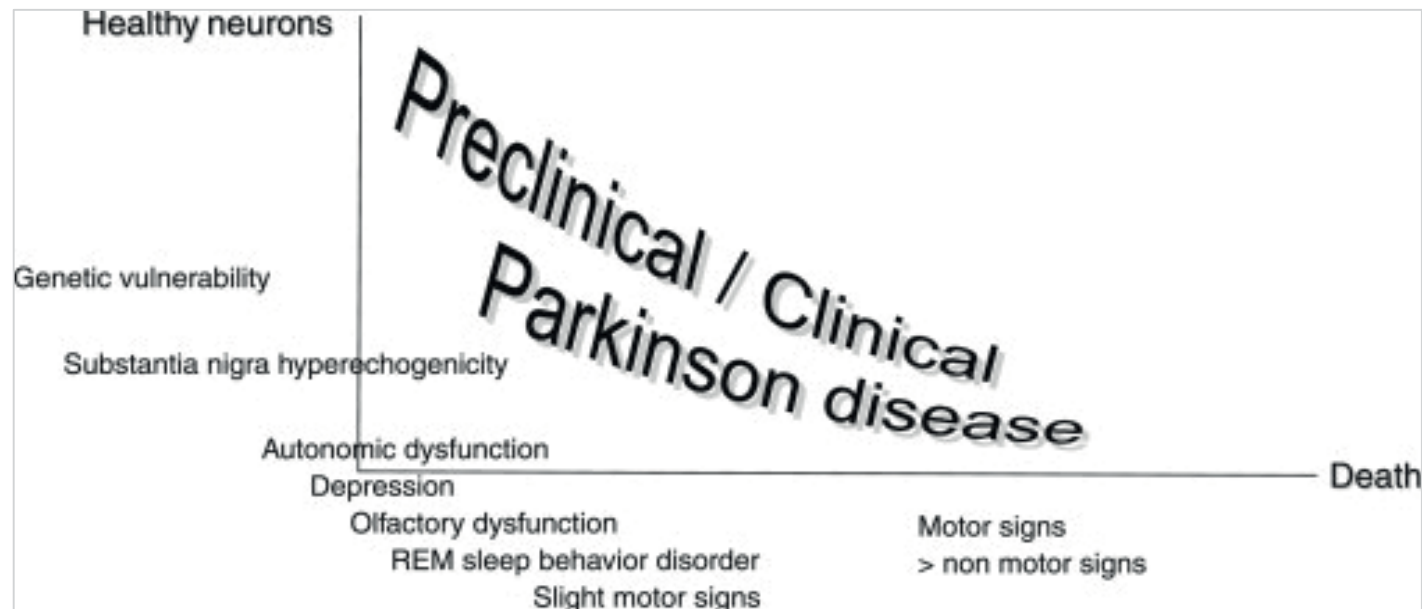 Healthy neurons
Preclinical / Clinical
Parkinson disease
Genetic vulnerability
Substantia nigra hyperechogenicity
Autonomic dysfunction
Death
Depression
Olfactory dysfunction
REM sleep behavior disorder
Slight motor signs
Motor signs
> non motor signs